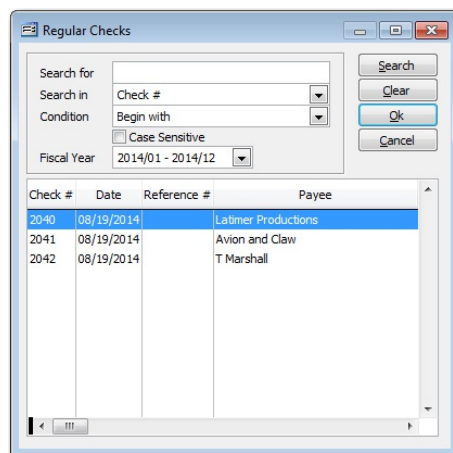 Regular Checks
Search for
Search
Search in Check #
Clear
Condition Begin with
Ok
Case Sensitive
Cancel
Fiscal Year 2014/01 - 2014/12
Check # Date Reference # Payee
2040 08/19/2014 Latimer Productions
2041 08/19/2014 Avion and Claw
2042 08/19/2014 T Marshall